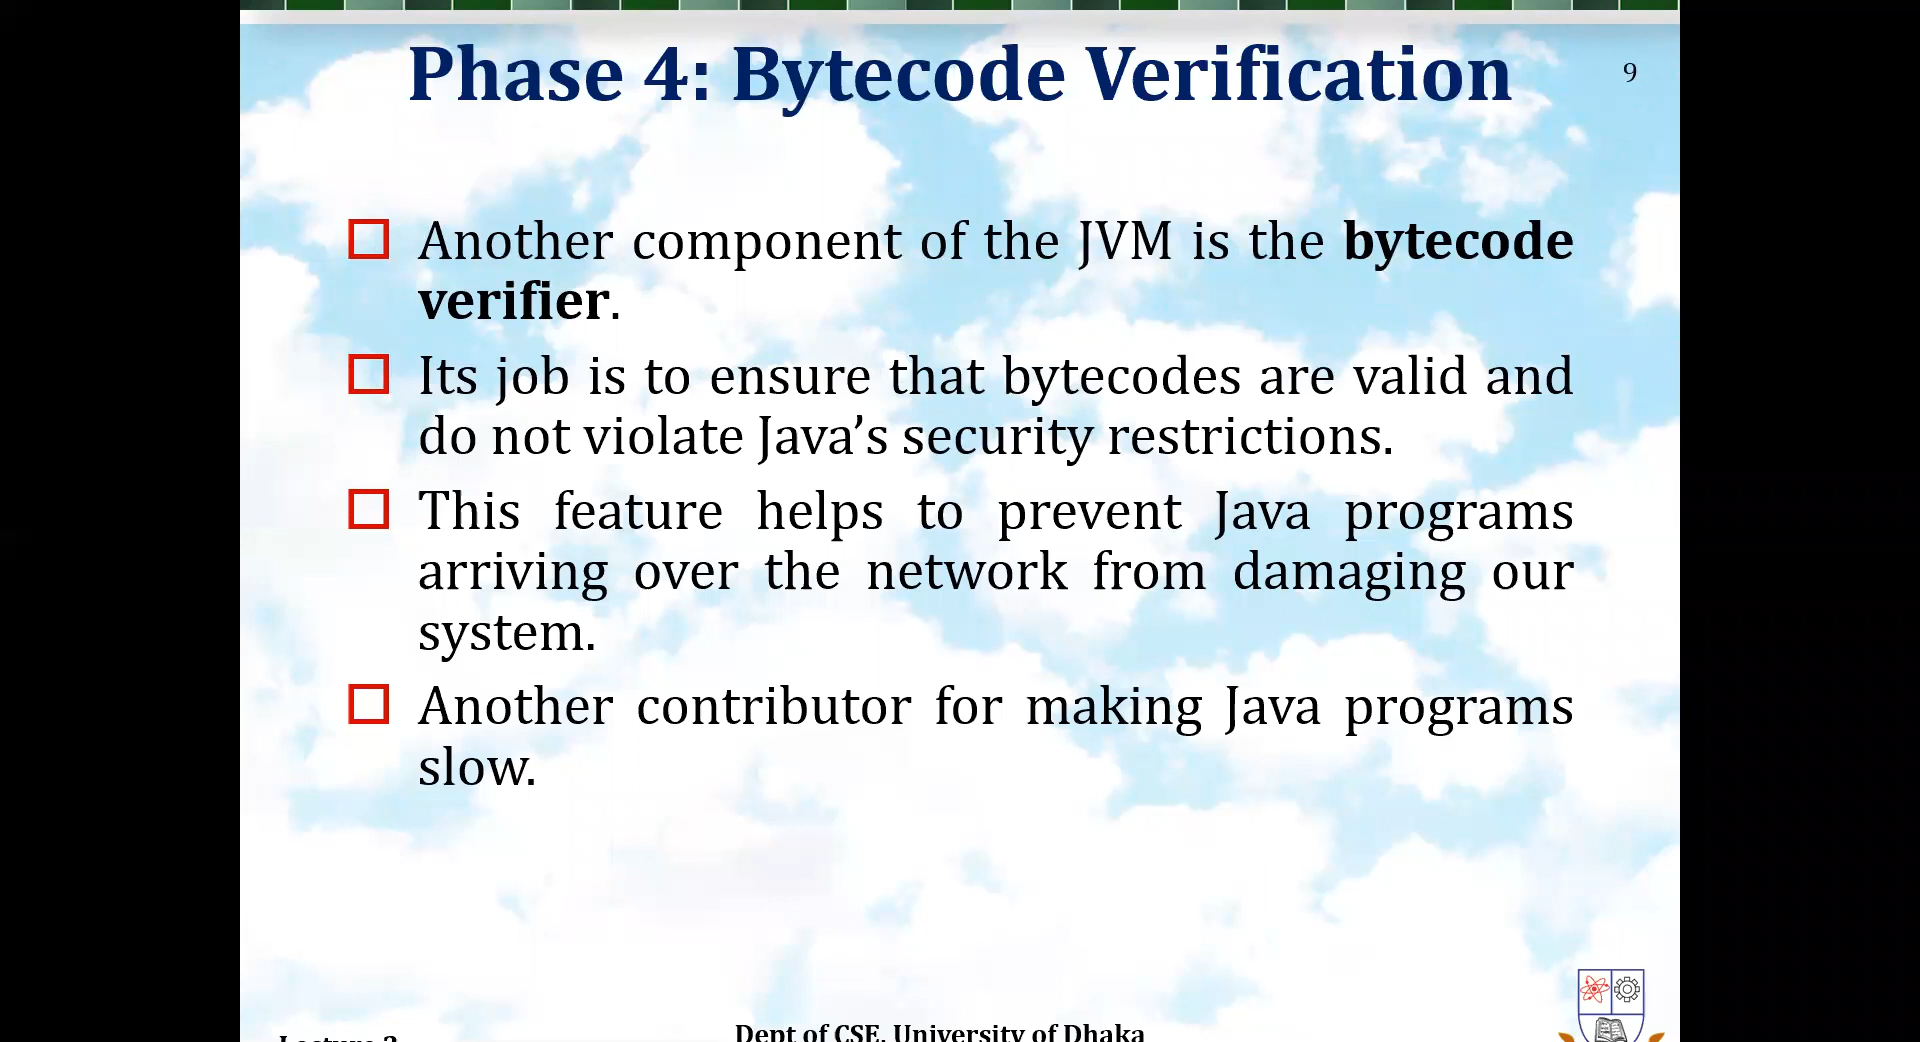 Phase 4: Bytecode Verification
9
Another component of the JVM is the bytecode
verifier.
Its job is to ensure that bytecodes are valid and
do not violate Java’s security restrictions.
This feature helps to prevent Java programs
arriving over the network from damaging our
system.
Another contributor for making Java programs
slow.
Dept of CSE, University of Dhaka